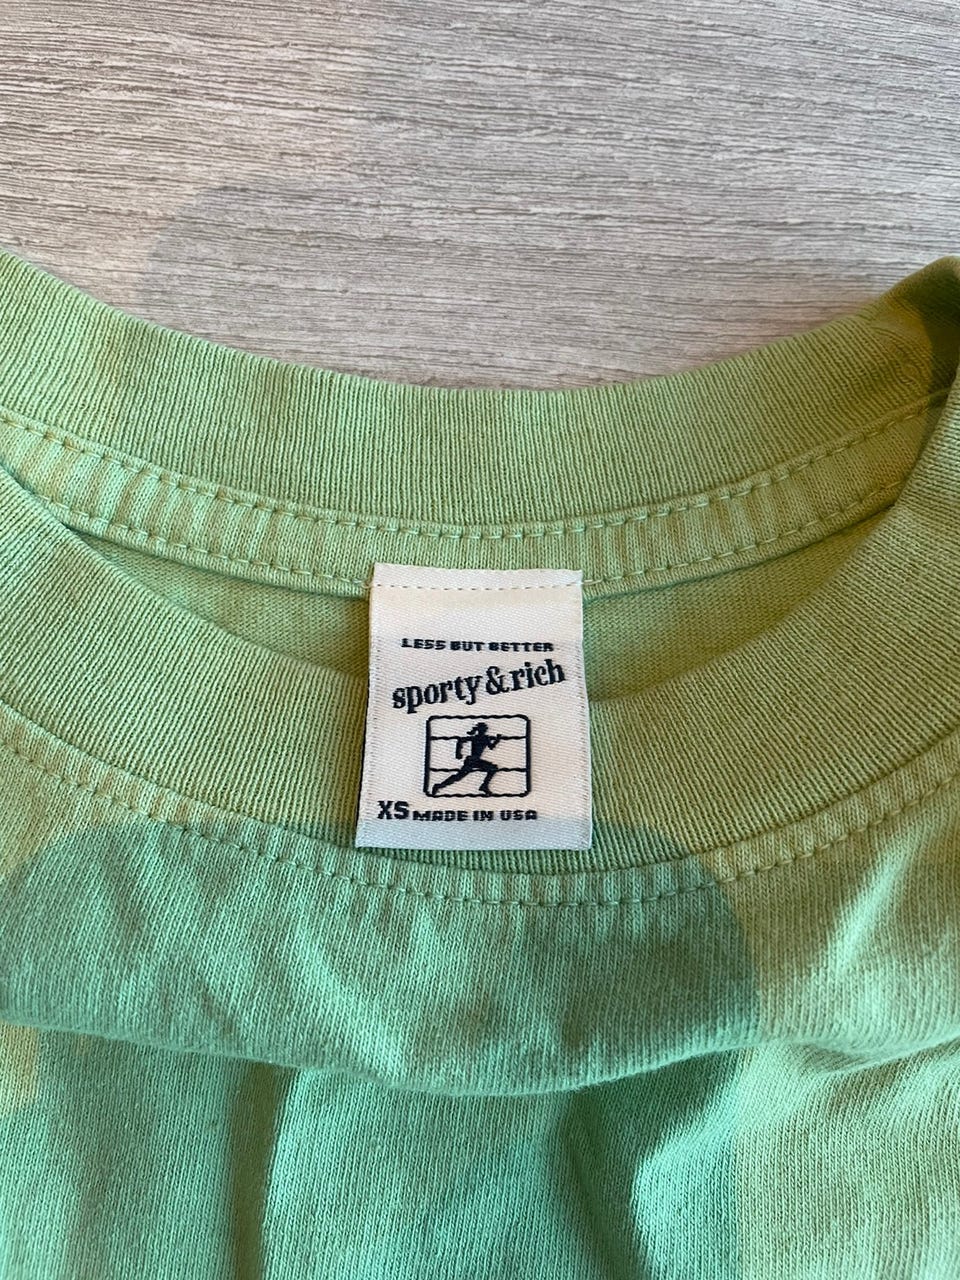 LESS BUT BETTER
sporty & rich
XS MADE IN USA